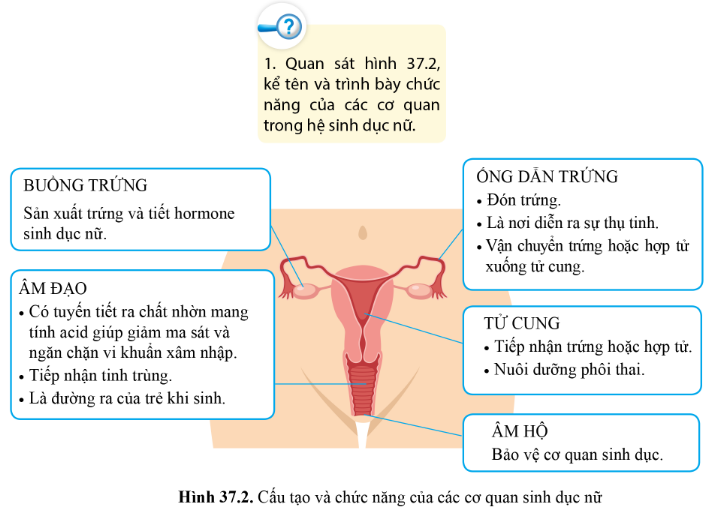 1. Quan sát hình 37.2,
kể tên và trình bày chức
năng của các cơ quan
trong hệ sinh dục nữ.
BUỒNG TRỨNG
Sản xuất trứng và tiết hormone
sinh dục nữ.
ỐNG DẪN TRỨNG
• Đón trứng.
• Là nơi diễn ra sự thụ tinh.
• Vận chuyển trứng hoặc hợp tử
xuống tử cung.
ÂM ĐẠO
• Có tuyến tiết ra chất nhờn mang
tính acid giúp giảm ma sát và
ngăn chặn vi khuẩn xâm nhập.
• Tiếp nhận tinh trùng.
• Là đường ra của trẻ khi sinh.
TỬ CUNG
• Tiếp nhận trứng hoặc hợp tử.
• Nuôi dưỡng phôi thai.
ÂM HỘ
Bảo vệ cơ quan sinh dục.
Hình 37.2. Cấu tạo và chức năng của các cơ quan sinh dục nữ